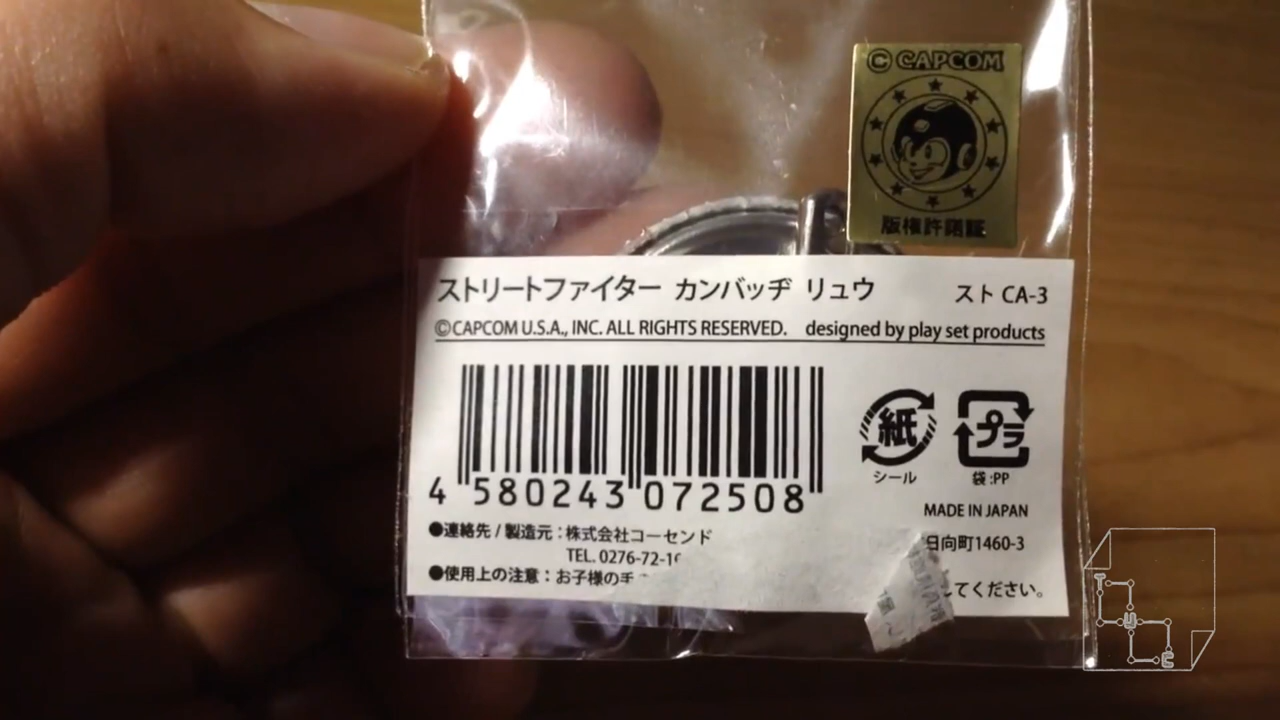 © CAPCOM
版権許諾証
ストリートファイター カンバッヂ リュウ スト CA-3
©CAPCOM U.S.A., INC. ALL RIGHTS RESERVED. designed by play set products
紙
シール
プラ
袋:PP
4 580243 072508
MADE IN JAPAN
●連絡先 / 製造元:株式会社コーセンド
日向町1460-3
TEL. 0276-72-16
●使用上の注意:お子様の手
してください。
T
U
C